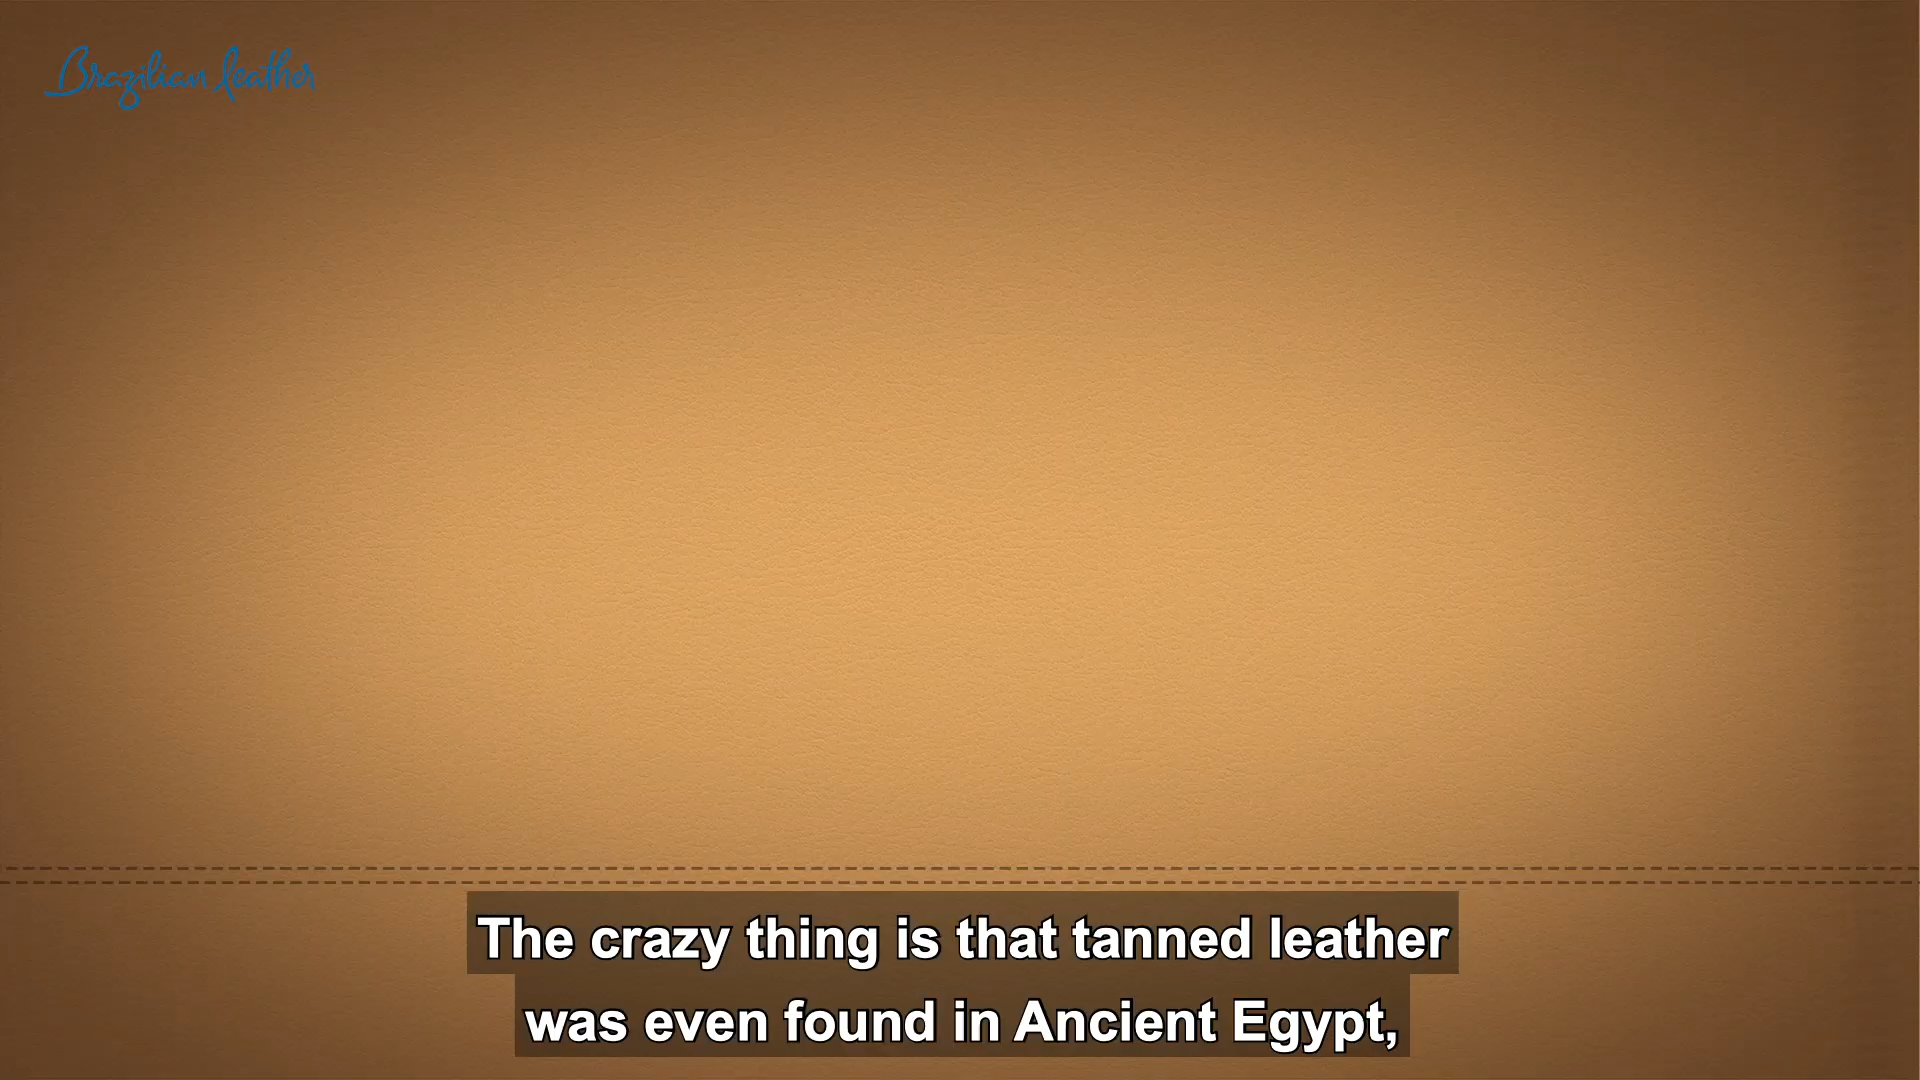 Brazilian leather
The crazy thing is that tanned leather
was even found in Ancient Egypt,